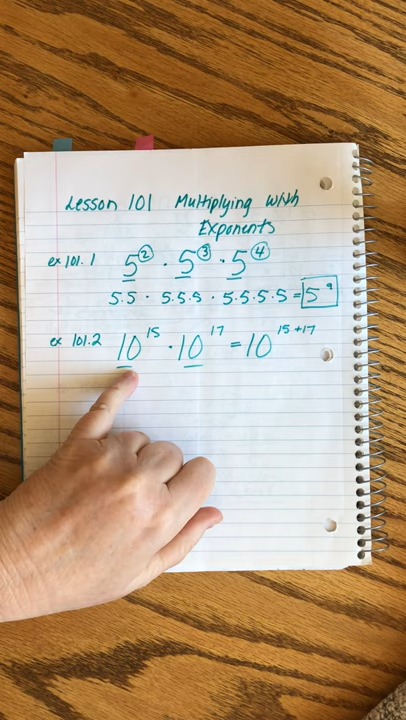 Lesson 101 Multiplying with
Exponents
ex 101.1 5² · 5³ · 5⁴
5·5 · 5·5·5 · 5·5·5·5 = 5⁹
ex 101.2 10¹⁵ · 10¹⁷ = 10¹⁵⁺¹⁷